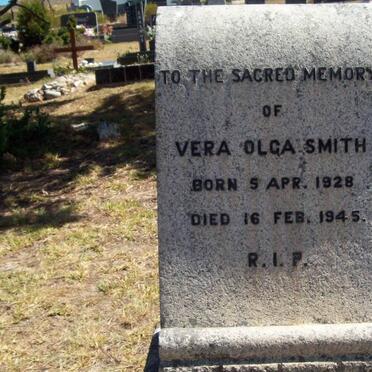 TO THE SACRED MEMORY
OF
VERA OLGA SMITH
BORN 5 APR. 1928
DIED 16 FEB. 1945.
R.I.P.